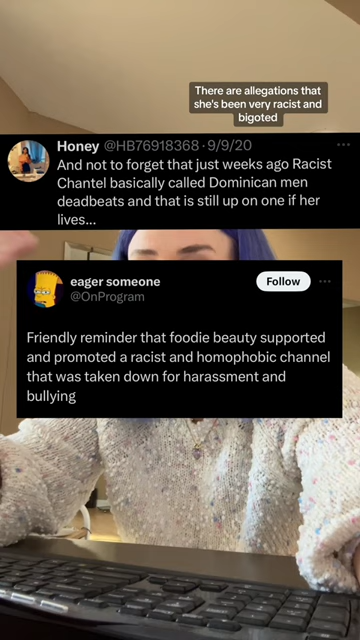 There are allegations that
she's been very racist and
bigoted
Honey @HB76918368 · 9/9/20
And not to forget that just weeks ago Racist
Chantel basically called Dominican men
deadbeats and that is still up on one if her
lives...
eager someone
Follow
@OnProgram
Friendly reminder that foodie beauty supported
and promoted a racist and homophobic channel
that was taken down for harassment and
bullying